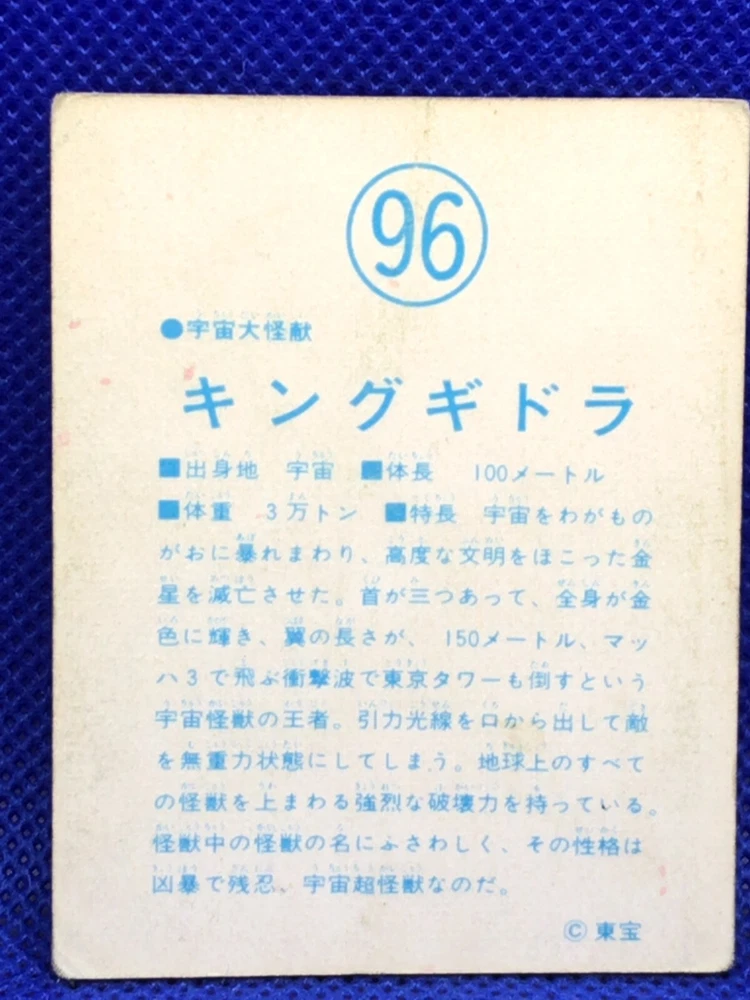 96
●宇宙大怪獣
キングギドラ
■出身地 宇宙 ■体長 100メートル
■体重 3万トン ■特長 宇宙をわがもの
がおに暴れまわり、高度な文明をほこった金
星を滅亡させた。首が三つあって、全身が金
色に輝き、翼の長さが、150メートル、マッ
ハ3で飛ぶ衝撃波で東京タワーも倒すという
宇宙怪獣の王者。引力光線を口から出して敵
を無重力状態にしてしまう。地球上のすべて
の怪獣を上まわる強烈な破壊力を持っている。
怪獣中の怪獣の名にふさわしく、その性格は
凶暴で残忍、宇宙超怪獣なのだ。
©東宝